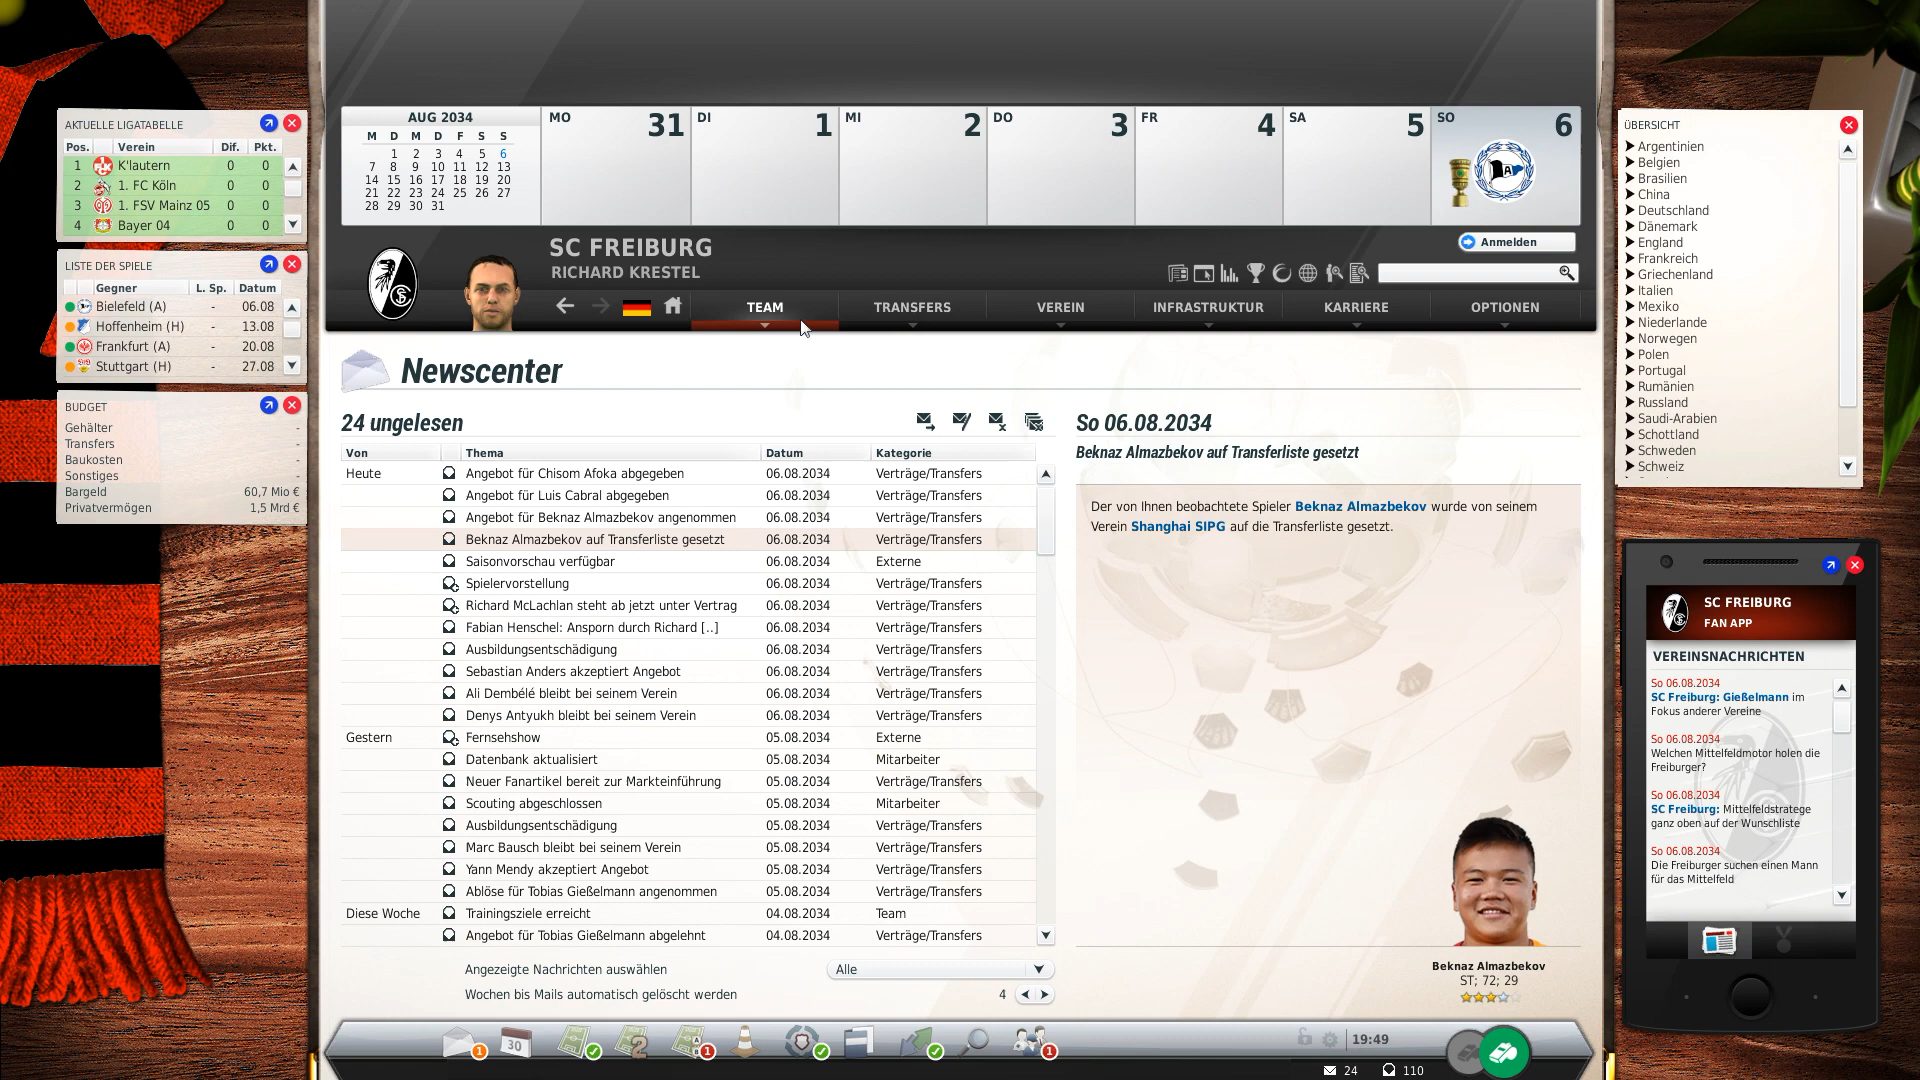 AKTUELLE LIGATABELLE
Pos. Verein Dif. Pkt.
1 K'lautern 0 0
2 1. FC Köln 0 0
3 1. FSV Mainz 05 0 0
4 Bayer 04 0 0
LISTE DER SPIELE
Gegner L. Sp. Datum
Bielefeld (A) - 06.08
Hoffenheim (H) - 13.08
Frankfurt (A) - 20.08
Stuttgart (H) - 27.08
BUDGET
Gehälter -
Transfers -
Baukosten -
Sonstiges -
Bargeld 60,7 Mio €
Privatvermögen 1,5 Mrd €
AUG 2034
M D M D F S S
1 2 3 4 5 6
7 8 9 10 11 12 13
14 15 16 17 18 19 20
21 22 23 24 25 26 27
28 29 30 31
MO 31
DI 1
MI 2
DO 3
FR 4
SA 5
SO 6
SC FREIBURG
RICHARD KRESTEL
Anmelden
TEAM TRANSFERS VEREIN INFRASTRUKTUR KARRIERE OPTIONEN
Newscenter
24 ungelesen
Von Thema Datum Kategorie
Heute Angebot für Chisom Afoka abgegeben 06.08.2034 Verträge/Transfers
Angebot für Luis Cabral abgegeben 06.08.2034 Verträge/Transfers
Angebot für Beknaz Almazbekov angenommen 06.08.2034 Verträge/Transfers
Beknaz Almazbekov auf Transferliste gesetzt 06.08.2034 Verträge/Transfers
Saisonvorschau verfügbar 06.08.2034 Externe
Spielervorstellung 06.08.2034 Verträge/Transfers
Richard McLachlan steht ab jetzt unter Vertrag 06.08.2034 Verträge/Transfers
Fabian Henschel: Ansporn durch Richard [..] 06.08.2034 Verträge/Transfers
Ausbildungsentschädigung 06.08.2034 Verträge/Transfers
Sebastian Anders akzeptiert Angebot 06.08.2034 Verträge/Transfers
Ali Dembélé bleibt bei seinem Verein 06.08.2034 Verträge/Transfers
Denys Antyukh bleibt bei seinem Verein 06.08.2034 Verträge/Transfers
Gestern Fernsehshow 05.08.2034 Externe
Datenbank aktualisiert 05.08.2034 Mitarbeiter
Neuer Fanartikel bereit zur Markteinführung 05.08.2034 Verträge/Transfers
Scouting abgeschlossen 05.08.2034 Mitarbeiter
Ausbildungsentschädigung 05.08.2034 Verträge/Transfers
Marc Bausch bleibt bei seinem Verein 05.08.2034 Verträge/Transfers
Yann Mendy akzeptiert Angebot 05.08.2034 Verträge/Transfers
Ablöse für Tobias Gießelmann angenommen 05.08.2034 Verträge/Transfers
Diese Woche Trainingsziele erreicht 04.08.2034 Team
Angebot für Tobias Gießelmann abgelehnt 04.08.2034 Verträge/Transfers
Angezeigte Nachrichten auswählen Alle
Wochen bis Mails automatisch gelöscht werden 4
So 06.08.2034
Beknaz Almazbekov auf Transferliste gesetzt
Der von Ihnen beobachtete Spieler Beknaz Almazbekov wurde von seinem
Verein Shanghai SIPG auf die Transferliste gesetzt.
Beknaz Almazbekov
ST; 72; 29
ÜBERSICHT
Argentinien
Belgien
Brasilien
China
Deutschland
Dänemark
England
Frankreich
Griechenland
Italien
Mexiko
Niederlande
Norwegen
Polen
Portugal
Rumänien
Russland
Saudi-Arabien
Schottland
Schweden
Schweiz
SC FREIBURG
FAN APP
VEREINSNACHRICHTEN
So 06.08.2034
SC Freiburg: Gießelmann im
Fokus anderer Vereine
So 06.08.2034
Welchen Mittelfeldmotor holen die
Freiburger?
So 06.08.2034
SC Freiburg: Mittelfeldstratege
ganz oben auf der Wunschliste
So 06.08.2034
Die Freiburger suchen einen Mann
für das Mittelfeld
1
30
2
1
1
19:49
24 110